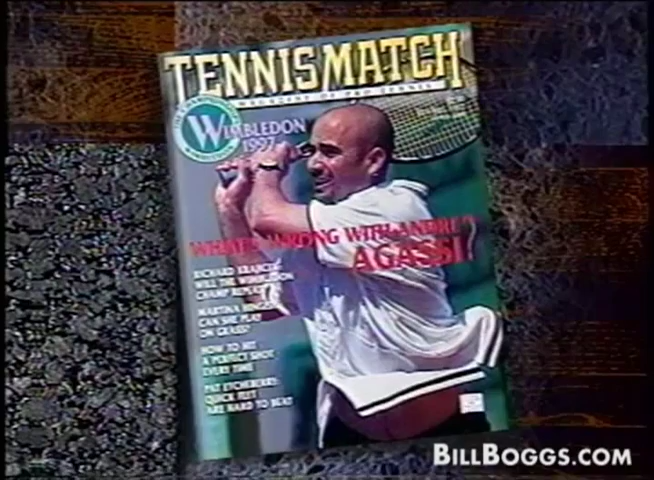 TENNISMATCH
MAGAZINE OF PRO TENNIS
WIMBLEDON
1997
WHAT'S WRONG WITH ANDRE
AGASSI?
RICHARD KRAJICEK
WILL THE WIMBLEDON
CHAMP REPEAT?
MARTINA HINGIS
CAN SHE PLAY
ON GRASS?
HOW TO HIT
A PERFECT SHOT
EVERY TIME
PAT ETCHEBERRY:
QUICK FEET
ARE HARD TO BEAT
BILLBOGGS.COM